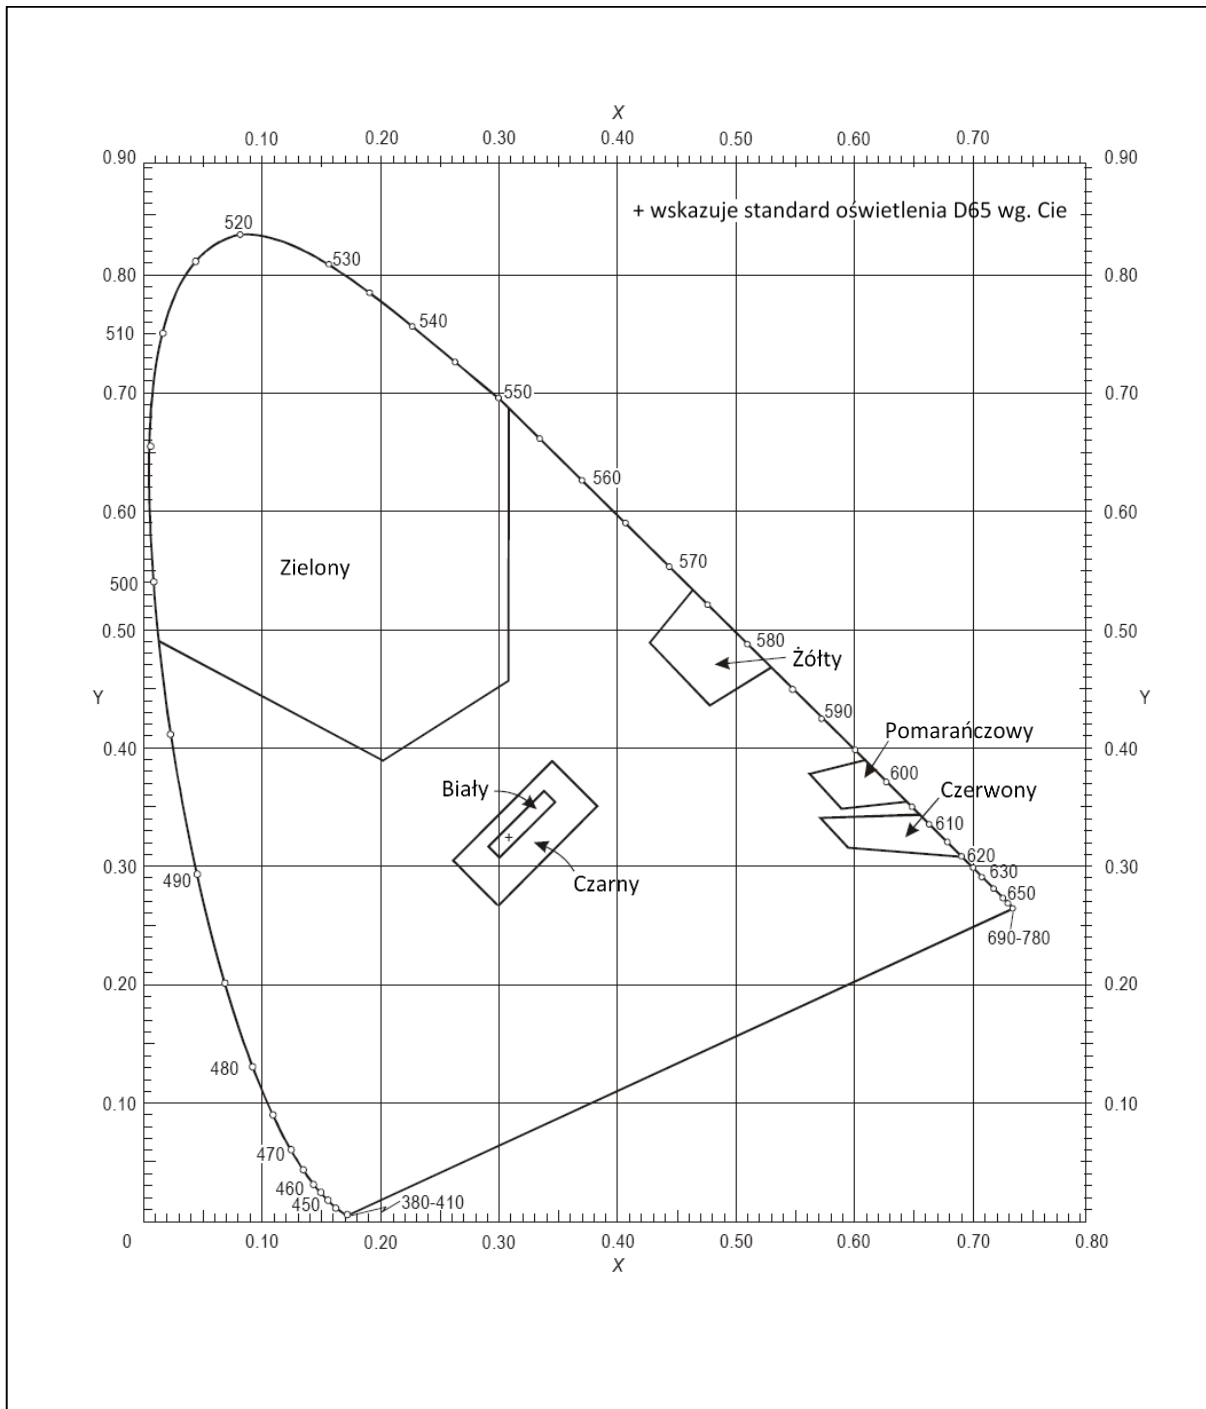 X
0.10 0.20 0.30 0.40 0.50 0.60 0.70
0.90 0.90
+ wskazuje standard oświetlenia D65 wg. Cie
520
530
0.80 0.80
540
510
0.70 550 0.70
560
0.60 0.60
Zielony
570
500
0.50 0.50
580
Żółty
Y Y
590
Pomarańczowy
0.40 0.40
600
Biały
Czerwony
610
620
0.30 0.30
630
Czarny
490
650
690-780
0.20 0.20
480
0.10 0.10
470
460
450 380-410
0 0.10 0.20 0.30 0.40 0.50 0.60 0.70 0.80
X